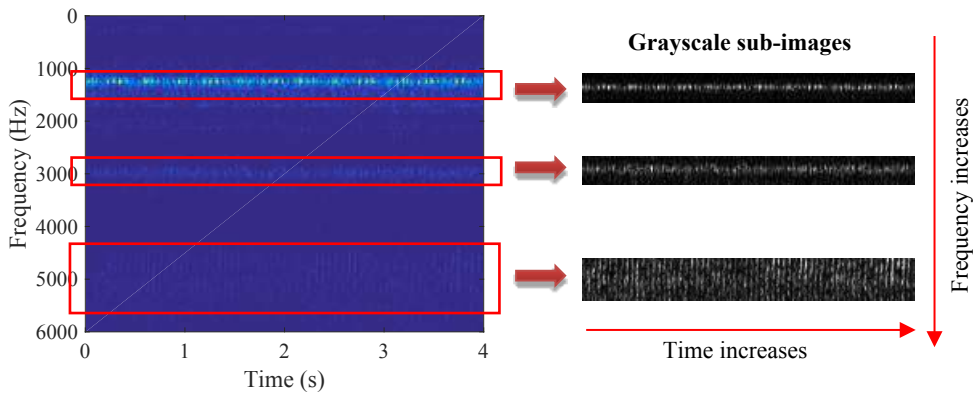 0
1000
2000
3000
4000
5000
6000
Frequency (Hz)
0 1 2 3 4
Time (s)
Grayscale sub-images
Time increases
Frequency increases